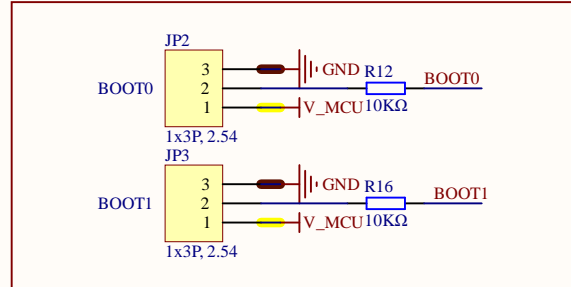 JP2
3 GND R12 BOOT0
BOOT0 2
1 V_MCU 10KΩ
1x3P, 2.54
JP3
3 GND R16 BOOT1
BOOT1 2
1 V_MCU 10KΩ
1x3P, 2.54